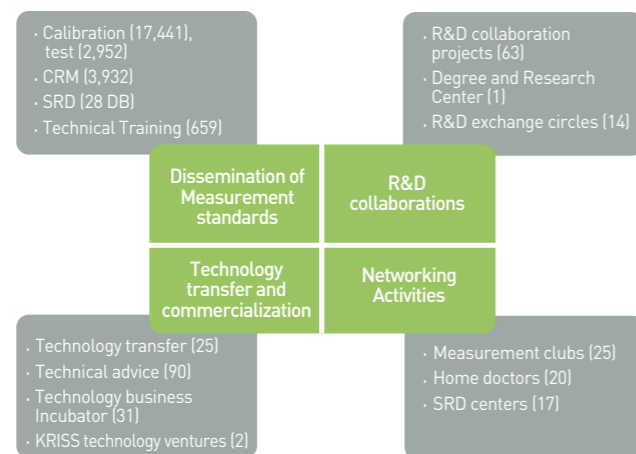 · Calibration (17,441),
test (2,952)
· CRM (3,932)
· SRD (28 DB)
· Technical Training (659)
· R&D collaboration
projects (63)
· Degree and Research
Center (1)
· R&D exchange circles (14)
Dissemination of
Measurement
standards
R&D
collaborations
Technology
transfer and
commercialization
Networking
Activities
· Technology transfer (25)
· Technical advice (90)
· Technology business
Incubator (31)
· KRISS technology ventures (2)
· Measurement clubs (25)
· Home doctors (20)
· SRD centers (17)